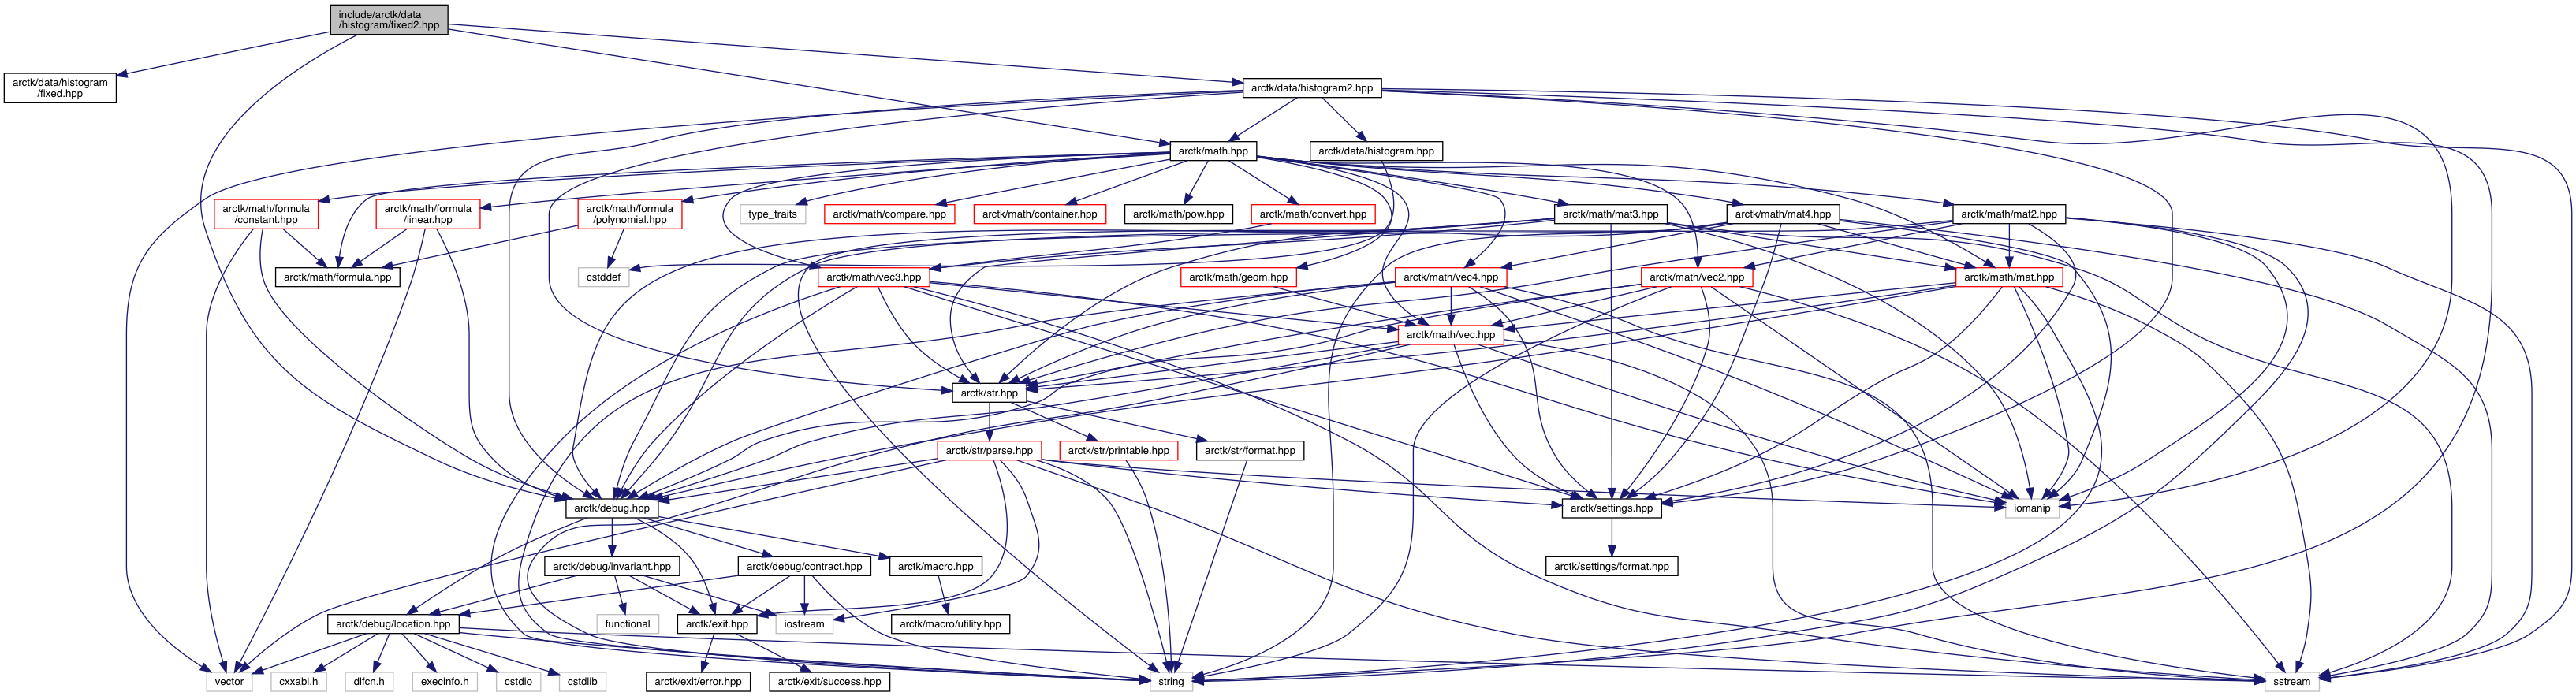 include/arctk/data
/histogram/fixed2.hpp
arctk/data/histogram
/fixed.hpp
arctk/data/histogram2.hpp
arctk/math.hpp
arctk/data/histogram.hpp
arctk/math/formula
/constant.hpp
arctk/math/formula
/linear.hpp
arctk/math/formula
/polynomial.hpp
type_traits
arctk/math/compare.hpp
arctk/math/container.hpp
arctk/math/pow.hpp
arctk/math/convert.hpp
arctk/math/mat3.hpp
arctk/math/mat4.hpp
arctk/math/mat2.hpp
arctk/math/formula.hpp
cstddef
arctk/math/vec3.hpp
arctk/math/geom.hpp
arctk/math/vec4.hpp
arctk/math/vec2.hpp
arctk/math/mat.hpp
arctk/math/vec.hpp
arctk/str.hpp
arctk/str/parse.hpp
arctk/str/printable.hpp
arctk/str/format.hpp
arctk/debug.hpp
arctk/settings.hpp
iomanip
arctk/debug/invariant.hpp
arctk/debug/contract.hpp
arctk/macro.hpp
arctk/settings/format.hpp
arctk/debug/location.hpp
functional
arctk/exit.hpp
iostream
arctk/macro/utility.hpp
vector
cxxabi.h
dlfcn.h
execinfo.h
cstdio
cstdlib
arctk/exit/error.hpp
arctk/exit/success.hpp
string
sstream